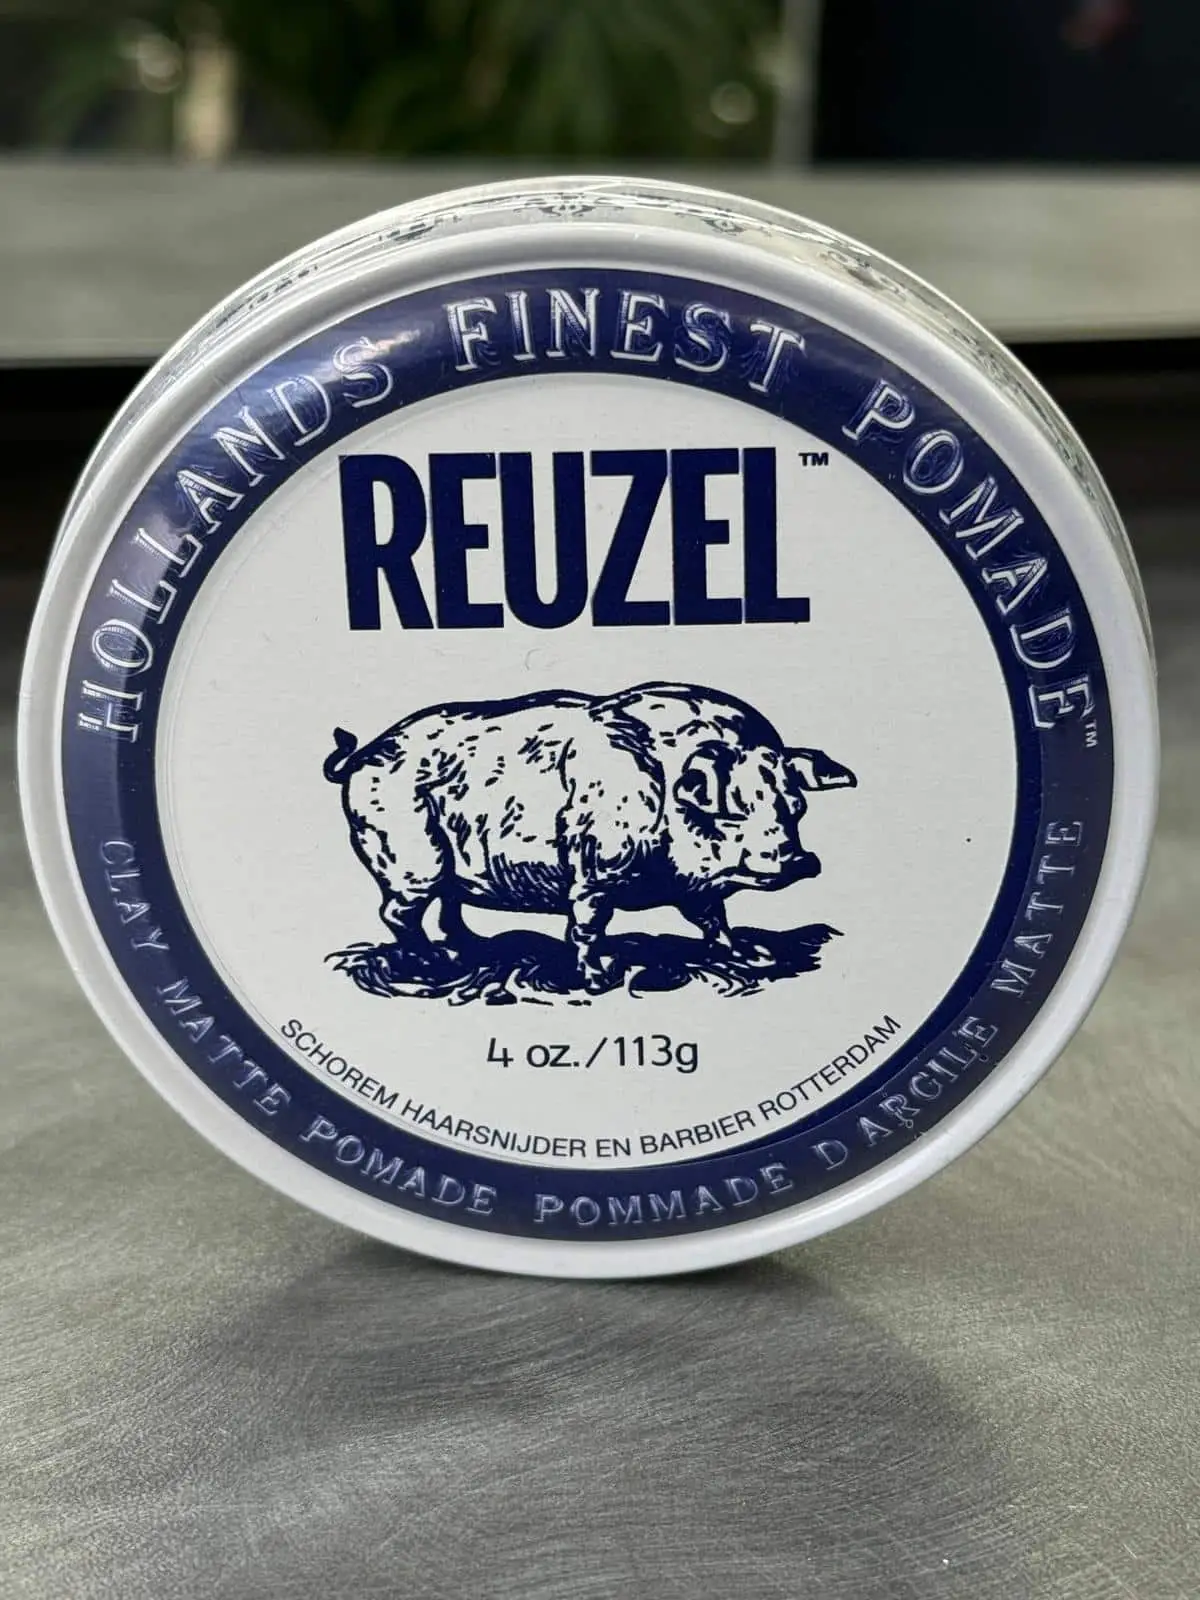 HOLLANDS FINEST POMADE™
REUZEL™
4 oz./113g
SCHOREM HAARSNIJDER EN BARBIER ROTTERDAM
CLAY MATTE POMADE POMMADE D ARGILE MATTE